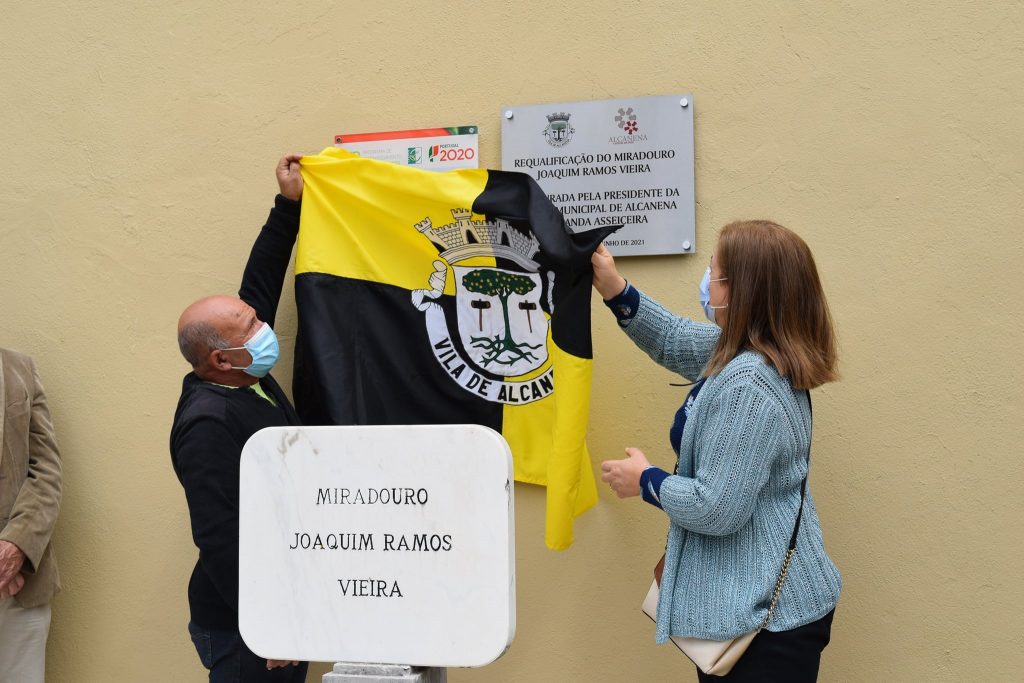 PORTUGAL
2020
ALCANENA
REQUALIFICAÇÃO DO MIRADOURO
JOAQUIM RAMOS VIEIRA
RADA PELA PRESIDENTE DA
MUNICIPAL DE ALCANENA
ANDA ASSEICEIRA
NHO DE 2021
VILA DE ALCAN
MIRADOURO
JOAQUIM RAMOS
VIEIRA